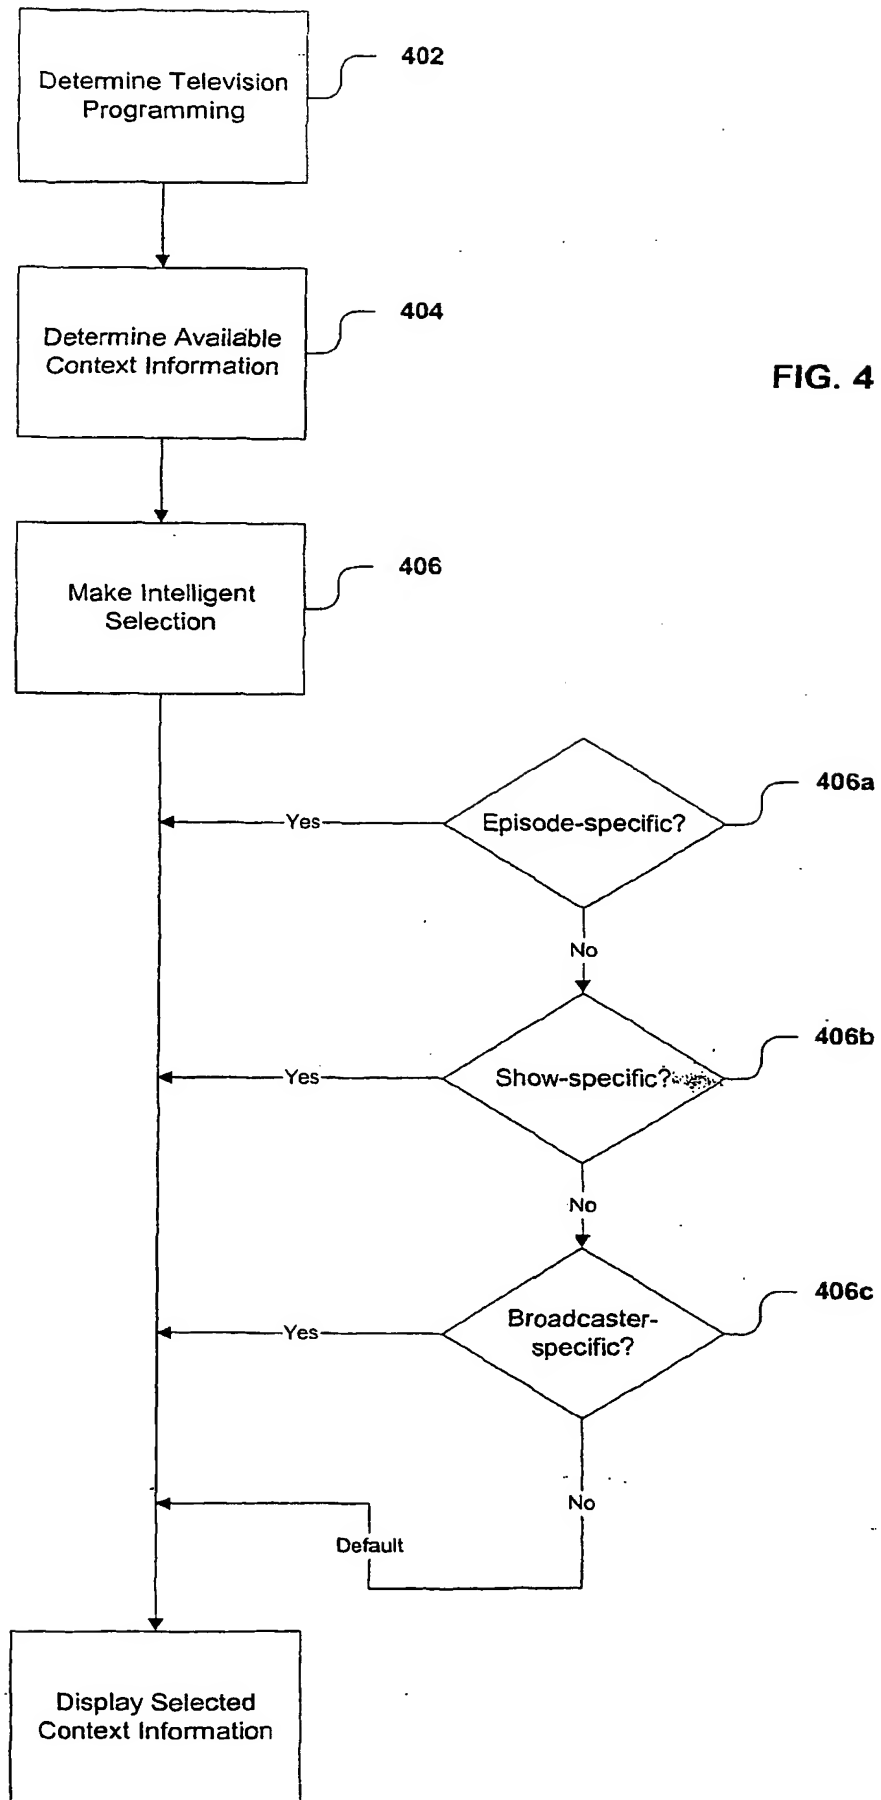 Determine Television
Programming
402
Determine Available
Context Information
404
FIG. 4
Make Intelligent
Selection
406
Episode-specific?
406a
Yes
No
Show-specific?
406b
Yes
No
Broadcaster-
specific?
406c
Yes
No
Default
Display Selected
Context Information